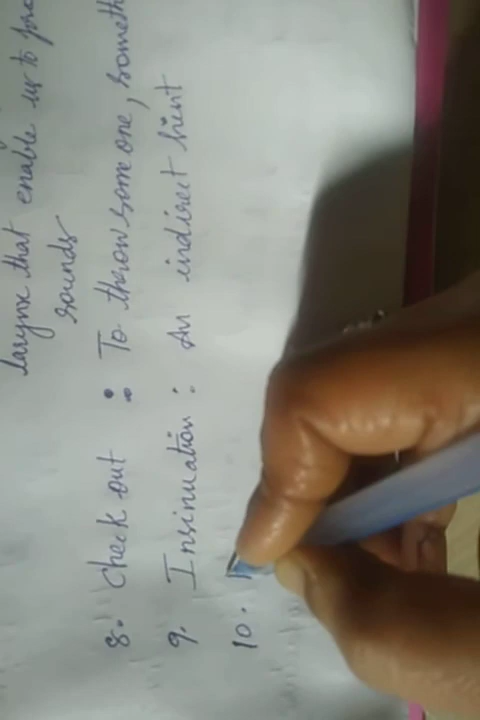 larynx that enable us to
sounds
8. Check out : To throw some one, someth
9. Insinuation : An indirect hint
10.